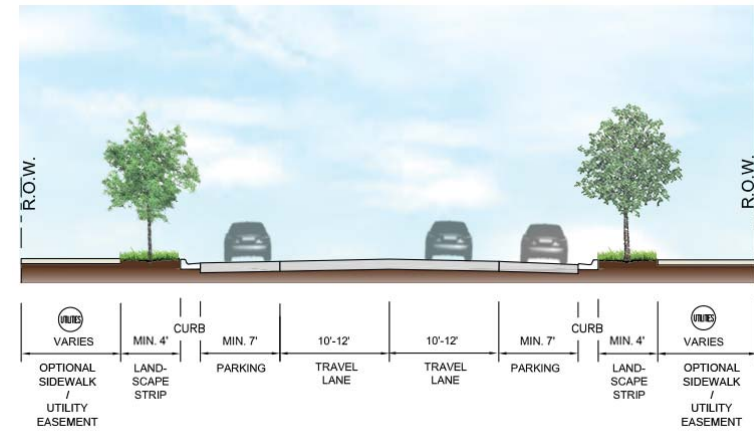 R.O.W.
R.O.W.
UTILITIES
VARIES
MIN. 4'
CURB
MIN. 7'
10'-12'
10'-12'
MIN. 7'
CURB
MIN. 4'
UTILITIES
VARIES
OPTIONAL
SIDEWALK
/
UTILITY
EASEMENT
LAND-
SCAPE
STRIP
PARKING
TRAVEL
LANE
TRAVEL
LANE
PARKING
LAND-
SCAPE
STRIP
OPTIONAL
SIDEWALK
/
UTILITY
EASEMENT